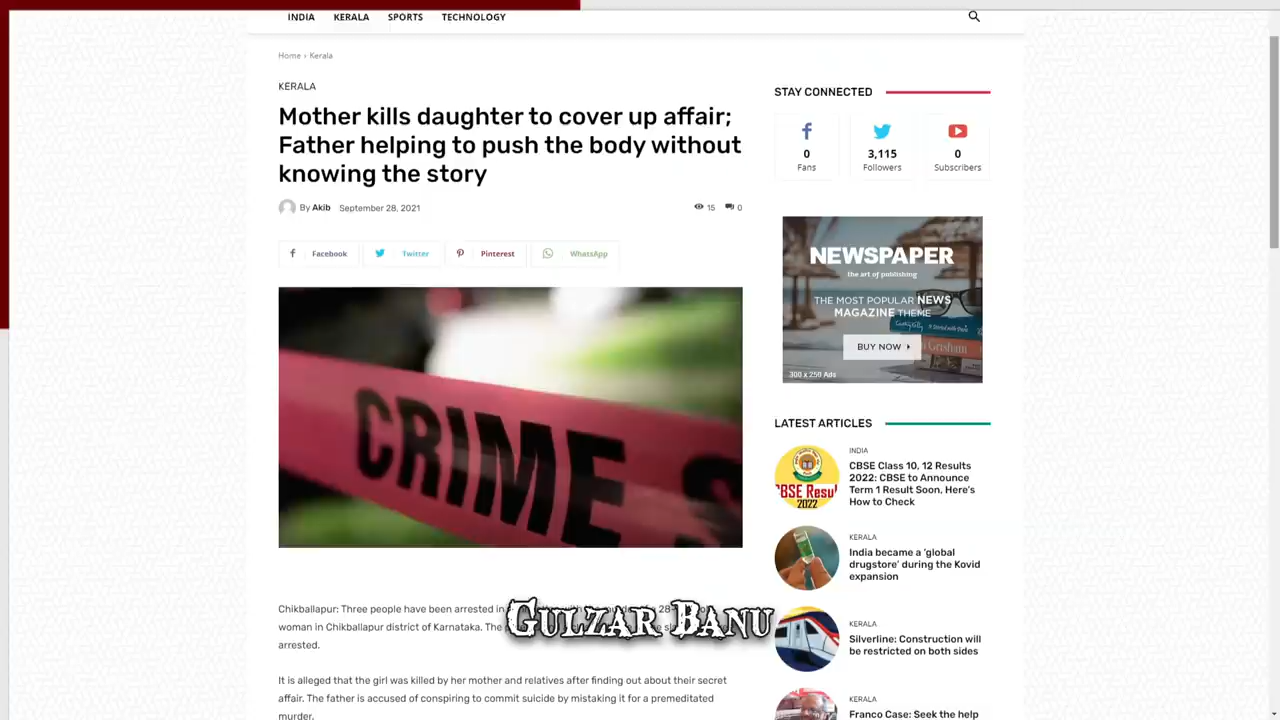 INDIA KERALA SPORTS TECHNOLOGY
Home › Kerala
KERALA
Mother kills daughter to cover up affair;
Father helping to push the body without
knowing the story
By Akib September 28, 2021 15 0
Facebook Twitter Pinterest WhatsApp
CRIME S
Chikballapur: Three people have been arrested in
woman in Chikballapur district of Karnataka. The
arrested.
GULZAR BANU
It is alleged that the girl was killed by her mother and relatives after finding out about their secret
affair. The father is accused of conspiring to commit suicide by mistaking it for a premeditated
murder.
STAY CONNECTED
0 3,115 0
Fans Followers Subscribers
NEWSPAPER
the art of publishing
THE MOST POPULAR NEWS
MAGAZINE THEME
BUY NOW
300 x 250 Ads
LATEST ARTICLES
INDIA
CBSE Class 10, 12 Results
2022: CBSE to Announce
Term 1 Result Soon, Here's
How to Check
CBSE Resu
2022
KERALA
India became a ‘global
drugstore’ during the Kovid
expansion
KERALA
Silverline: Construction will
be restricted on both sides
KERALA
Franco Case: Seek the help